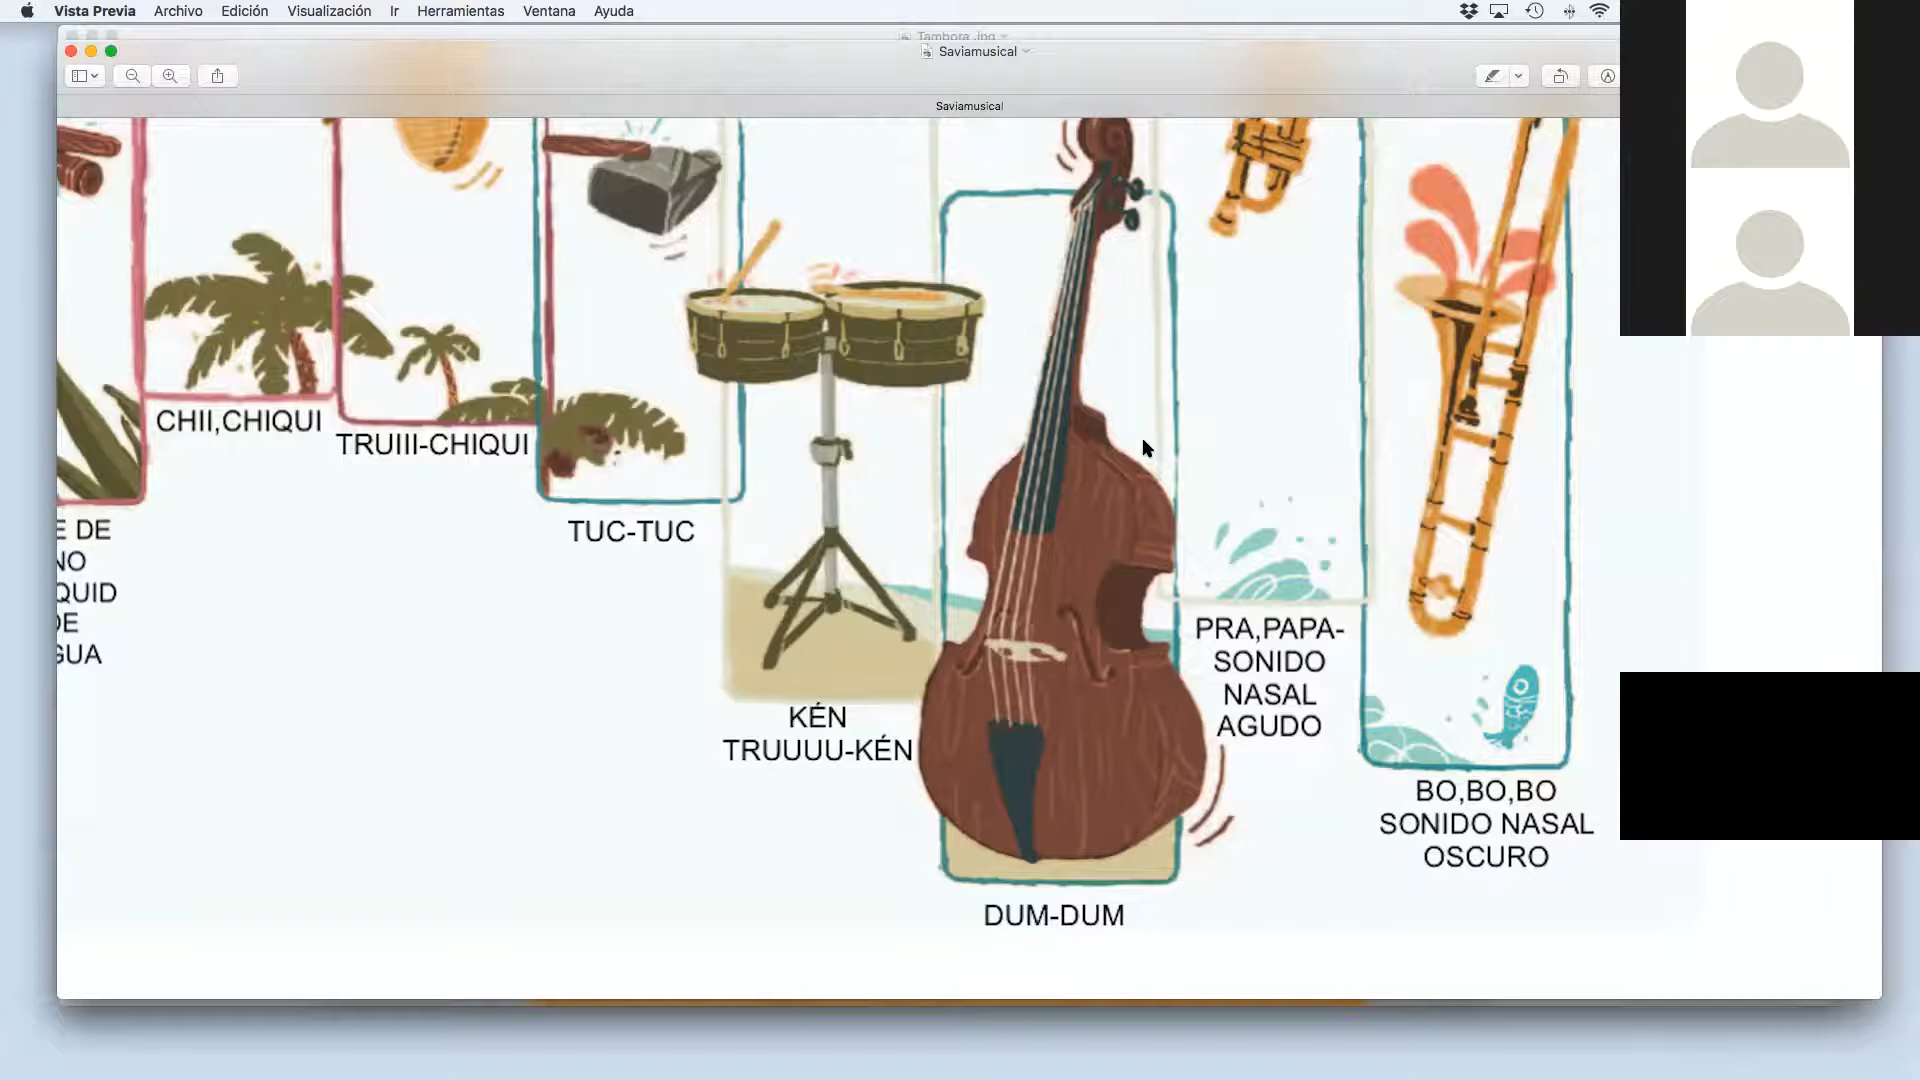 Vista Previa Archivo Edición Visualización Ir Herramientas Ventana Ayuda
Tambora .jpg
Saviamusical
Saviamusical
CHII,CHIQUI
TRUIII-CHIQUI
E DE
NO
QUID
DE
GUA
TUC-TUC
KÉN
TRUUUU-KÉN
DUM-DUM
PRA,PAPA-
SONIDO
NASAL
AGUDO
BO,BO,BO
SONIDO NASAL
OSCURO